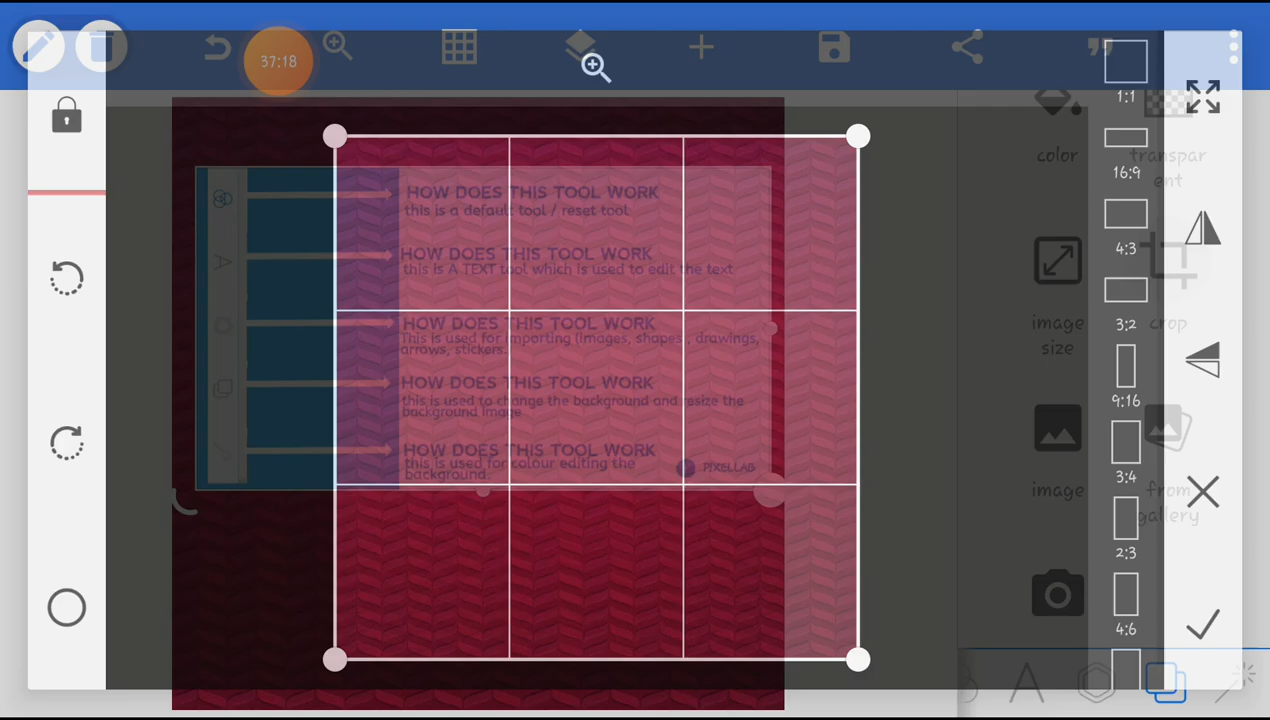 37:18
color
transpar
ent
image
size
crop
image
from
gallery
1:1
16:9
4:3
3:2
9:16
3:4
2:3
4:6
HOW DOES THIS TOOL WORK
this is a default tool / reset tool
HOW DOES THIS TOOL WORK
this is A TEXT tool which is used to edit the text
HOW DOES THIS TOOL WORK
This is used for importing (Images, shapes , drawings,
arrows, stickers.
HOW DOES THIS TOOL WORK
this is used to change the background and resize the
background image
HOW DOES THIS TOOL WORK
this is used for colour editing the
background.
PIXELLAB
A
A